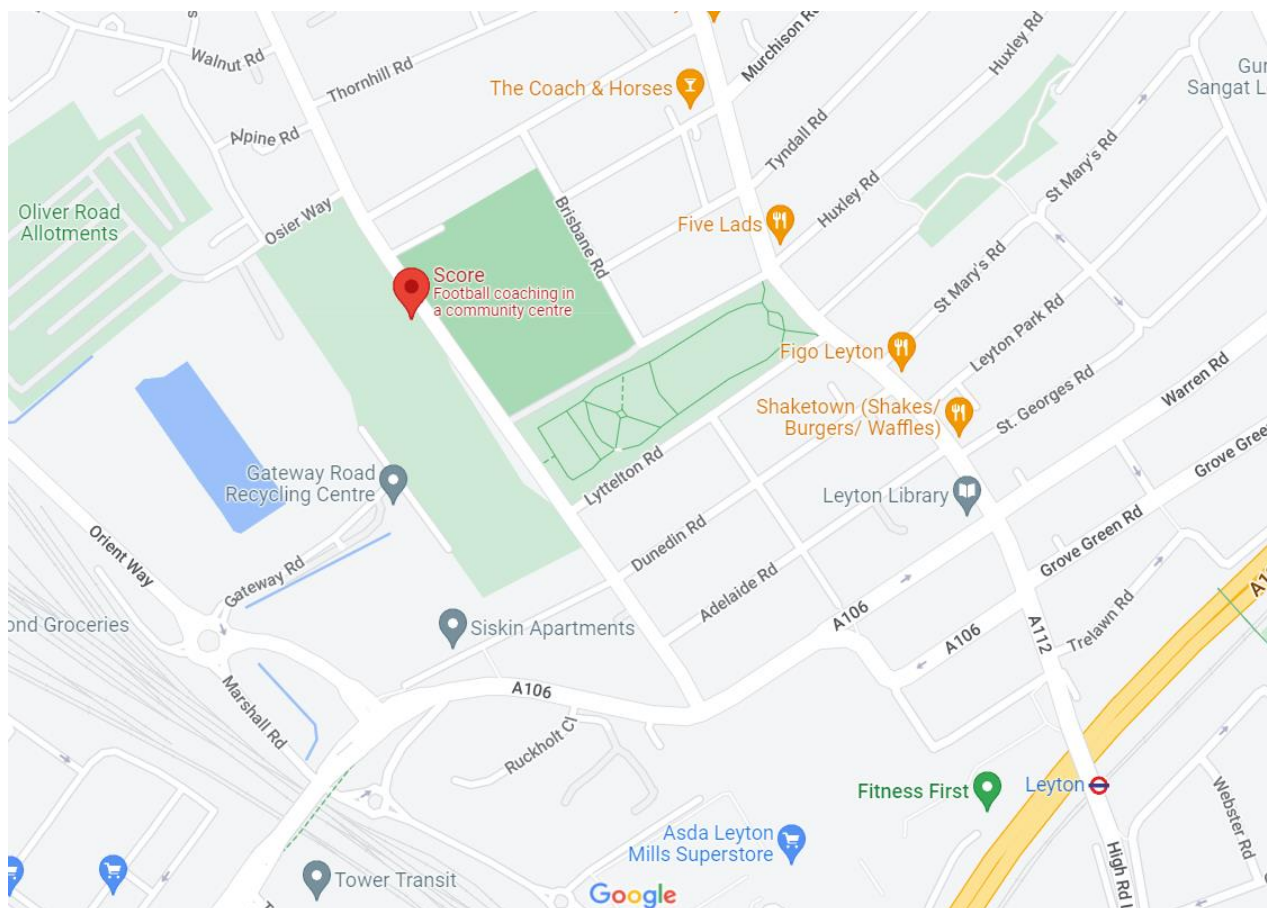 Walnut Rd
Thornhill Rd
The Coach & Horses
Murchison Rd
Huxley Rd
Gur
Sangat L
Alpine Rd
Tyndall Rd
St Mary's Rd
Oliver Road
Allotments
Osier Way
Brisbane Rd
Five Lads
Huxley Rd
Score
Football coaching in
a community centre
St Mary's Rd
Leyton Park Rd
Figo Leyton
Warren Rd
St. Georges Rd
Shaketown (Shakes/
Burgers/ Waffles)
Gateway Road
Recycling Centre
Lyttelton Rd
Leyton Library
Grove Green
Orient Way
Dunedin Rd
Grove Green Rd
Gateway Rd
Adelaide Rd
A106
A1
ond Groceries
Siskin Apartments
A106
A112
Trelawn Rd
Marshall Rd
A106
Ruckholt Cl
Fitness First
Leyton
Webster Rd
Asda Leyton
Mills Superstore
High Rd
Tower Transit
Google